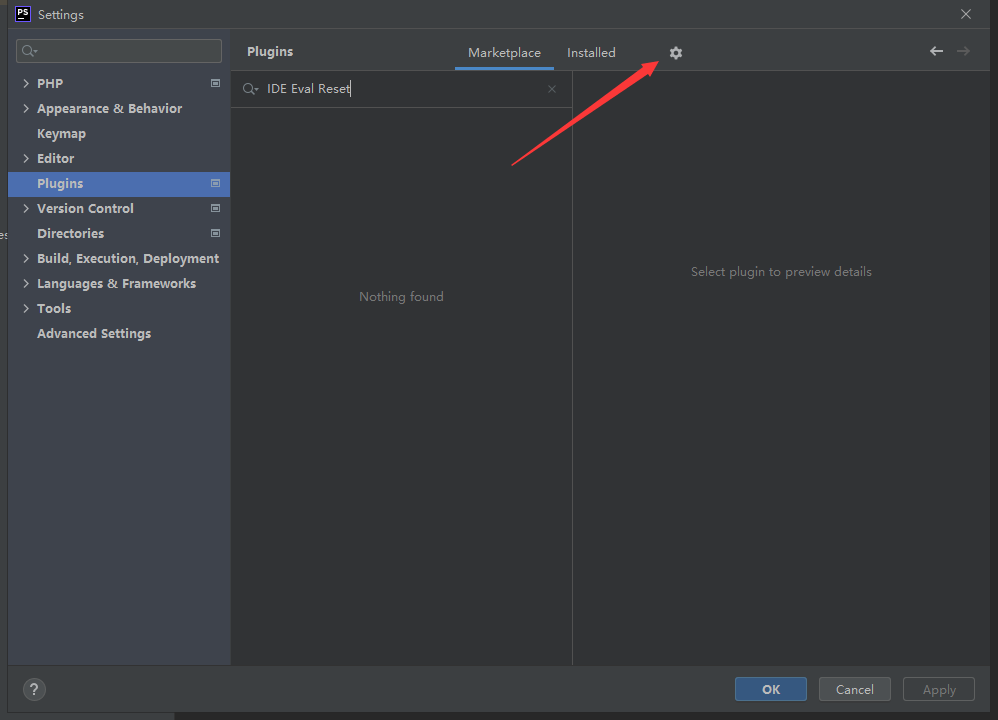 PS
Settings
Plugins
Marketplace
Installed
PHP
IDE Eval Reset
Appearance & Behavior
Keymap
Editor
Plugins
Version Control
Directories
Build, Execution, Deployment
Languages & Frameworks
Tools
Advanced Settings
Nothing found
Select plugin to preview details
?
OK
Cancel
Apply